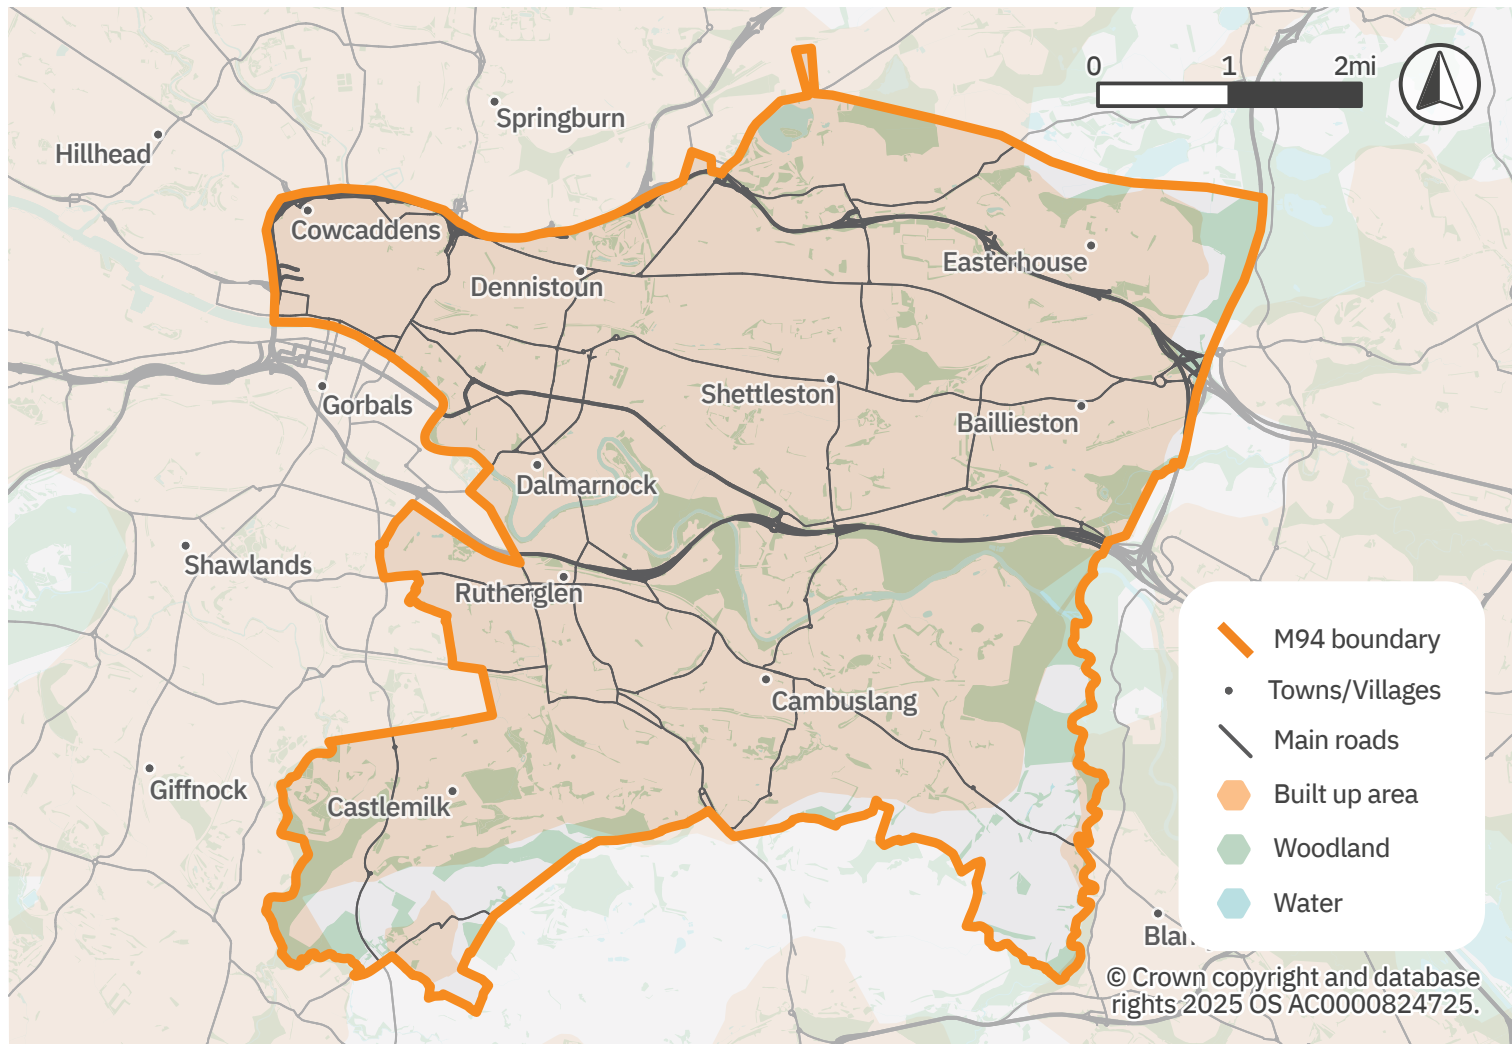 0 1 2mi
Springburn
Hillhead
Cowcaddens
Easterhouse
Dennistoun
Shettleston
Gorbals
Baillieston
Dalmarnock
Shawlands
Rutherglen
M94 boundary
Towns/Villages
Cambuslang
Main roads
Giffnock
Castlemilk
Built up area
Woodland
Water
© Crown copyright and database
rights 2025 OS AC0000824725.